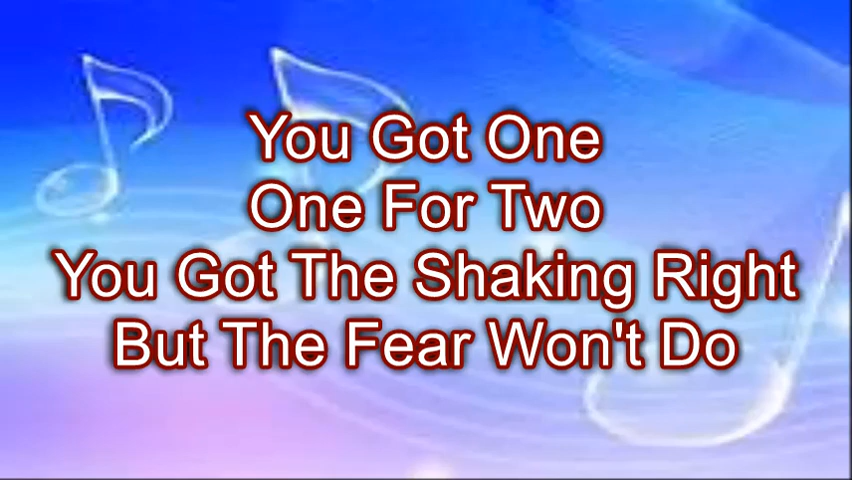 You Got One
One For Two
You Got The Shaking Right
But The Fear Won't Do